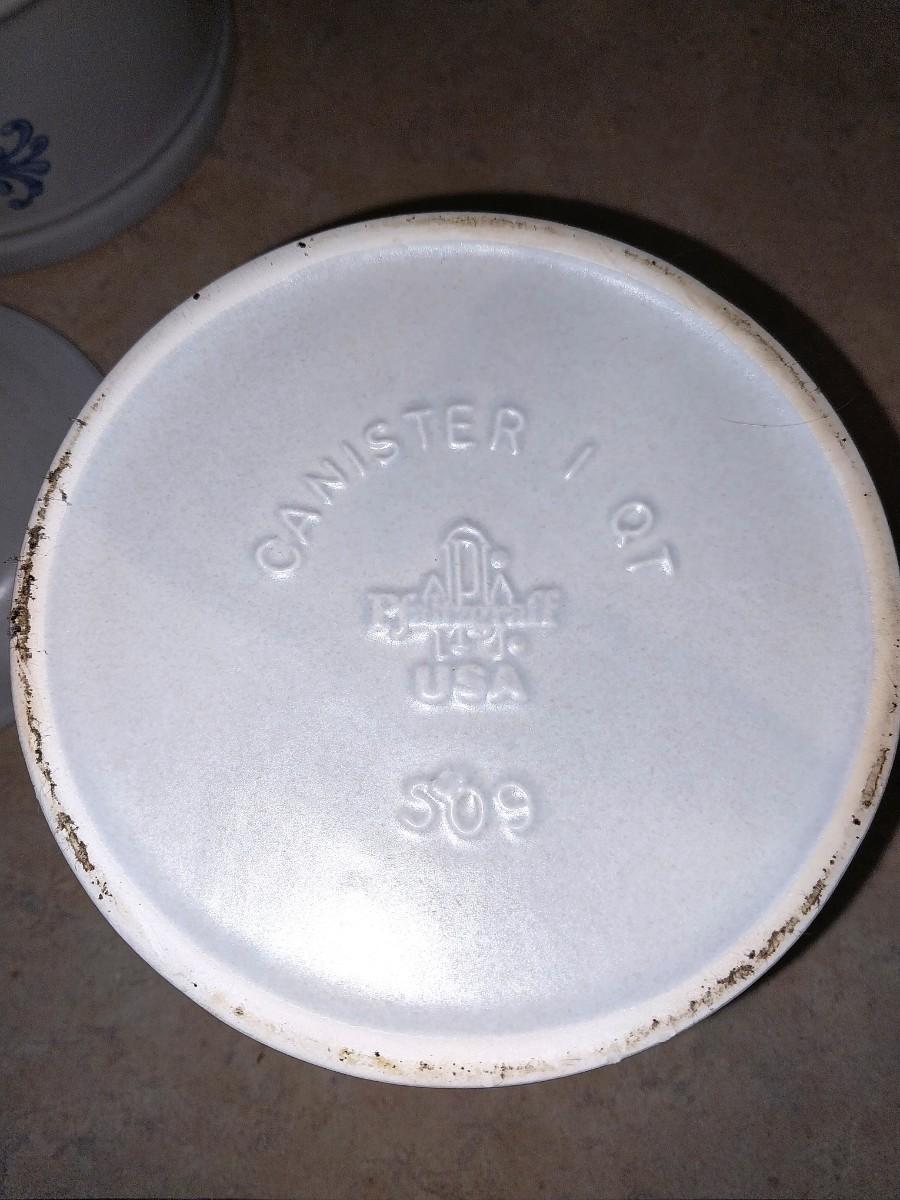 CANISTER 1 QT
P
Pfaltzgraff
USA
509